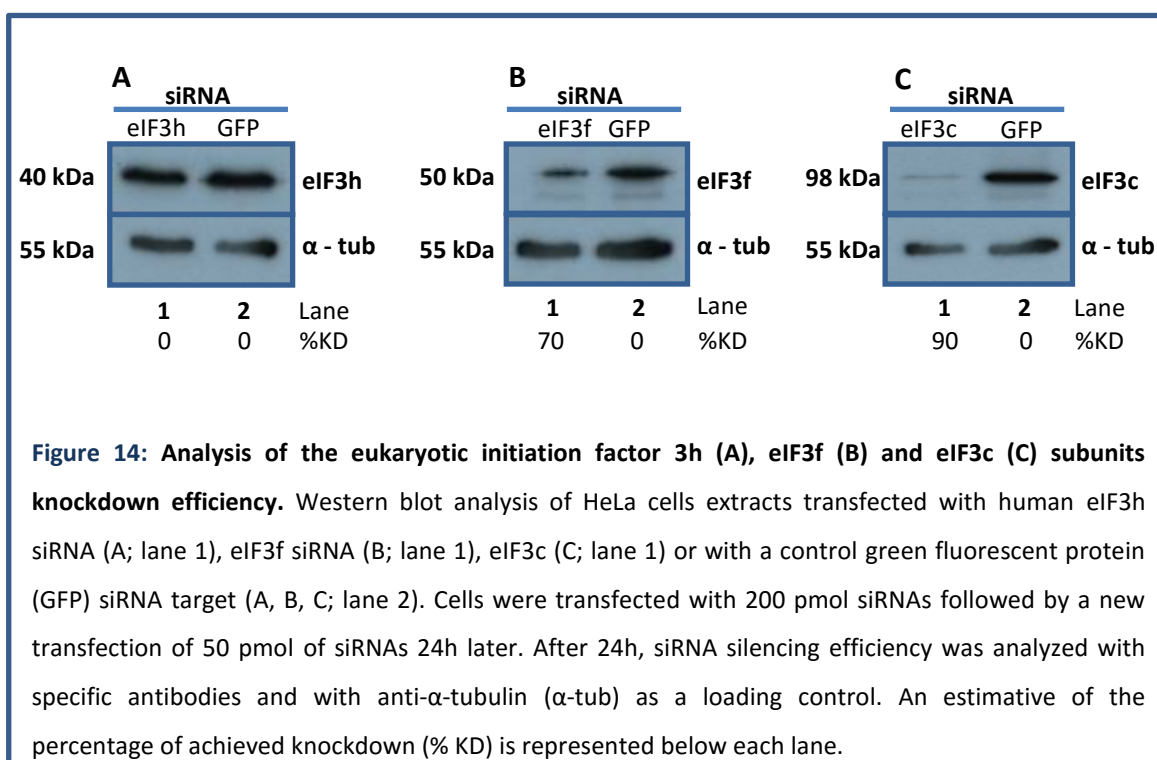 A B C
siRNA siRNA siRNA
eIF3h GFP eIF3f GFP eIF3c GFP
40 kDa eIF3h 50 kDa eIF3f 98 kDa eIF3c
55 kDa α - tub 55 kDa α - tub 55 kDa α - tub
1 2 Lane 1 2 Lane 1 2 Lane
0 0 %KD 70 0 %KD 90 0 %KD
Figure 14: Analysis of the eukaryotic initiation factor 3h (A), eIF3f (B) and eIF3c (C) subunits
knockdown efficiency. Western blot analysis of HeLa cells extracts transfected with human eIF3h
siRNA (A; lane 1), eIF3f siRNA (B; lane 1), eIF3c (C; lane 1) or with a control green fluorescent protein
(GFP) siRNA target (A, B, C; lane 2). Cells were transfected with 200 pmol siRNAs followed by a new
transfection of 50 pmol of siRNAs 24h later. After 24h, siRNA silencing efficiency was analyzed with
specific antibodies and with anti-α-tubulin (α-tub) as a loading control. An estimative of the
percentage of achieved knockdown (% KD) is represented below each lane.